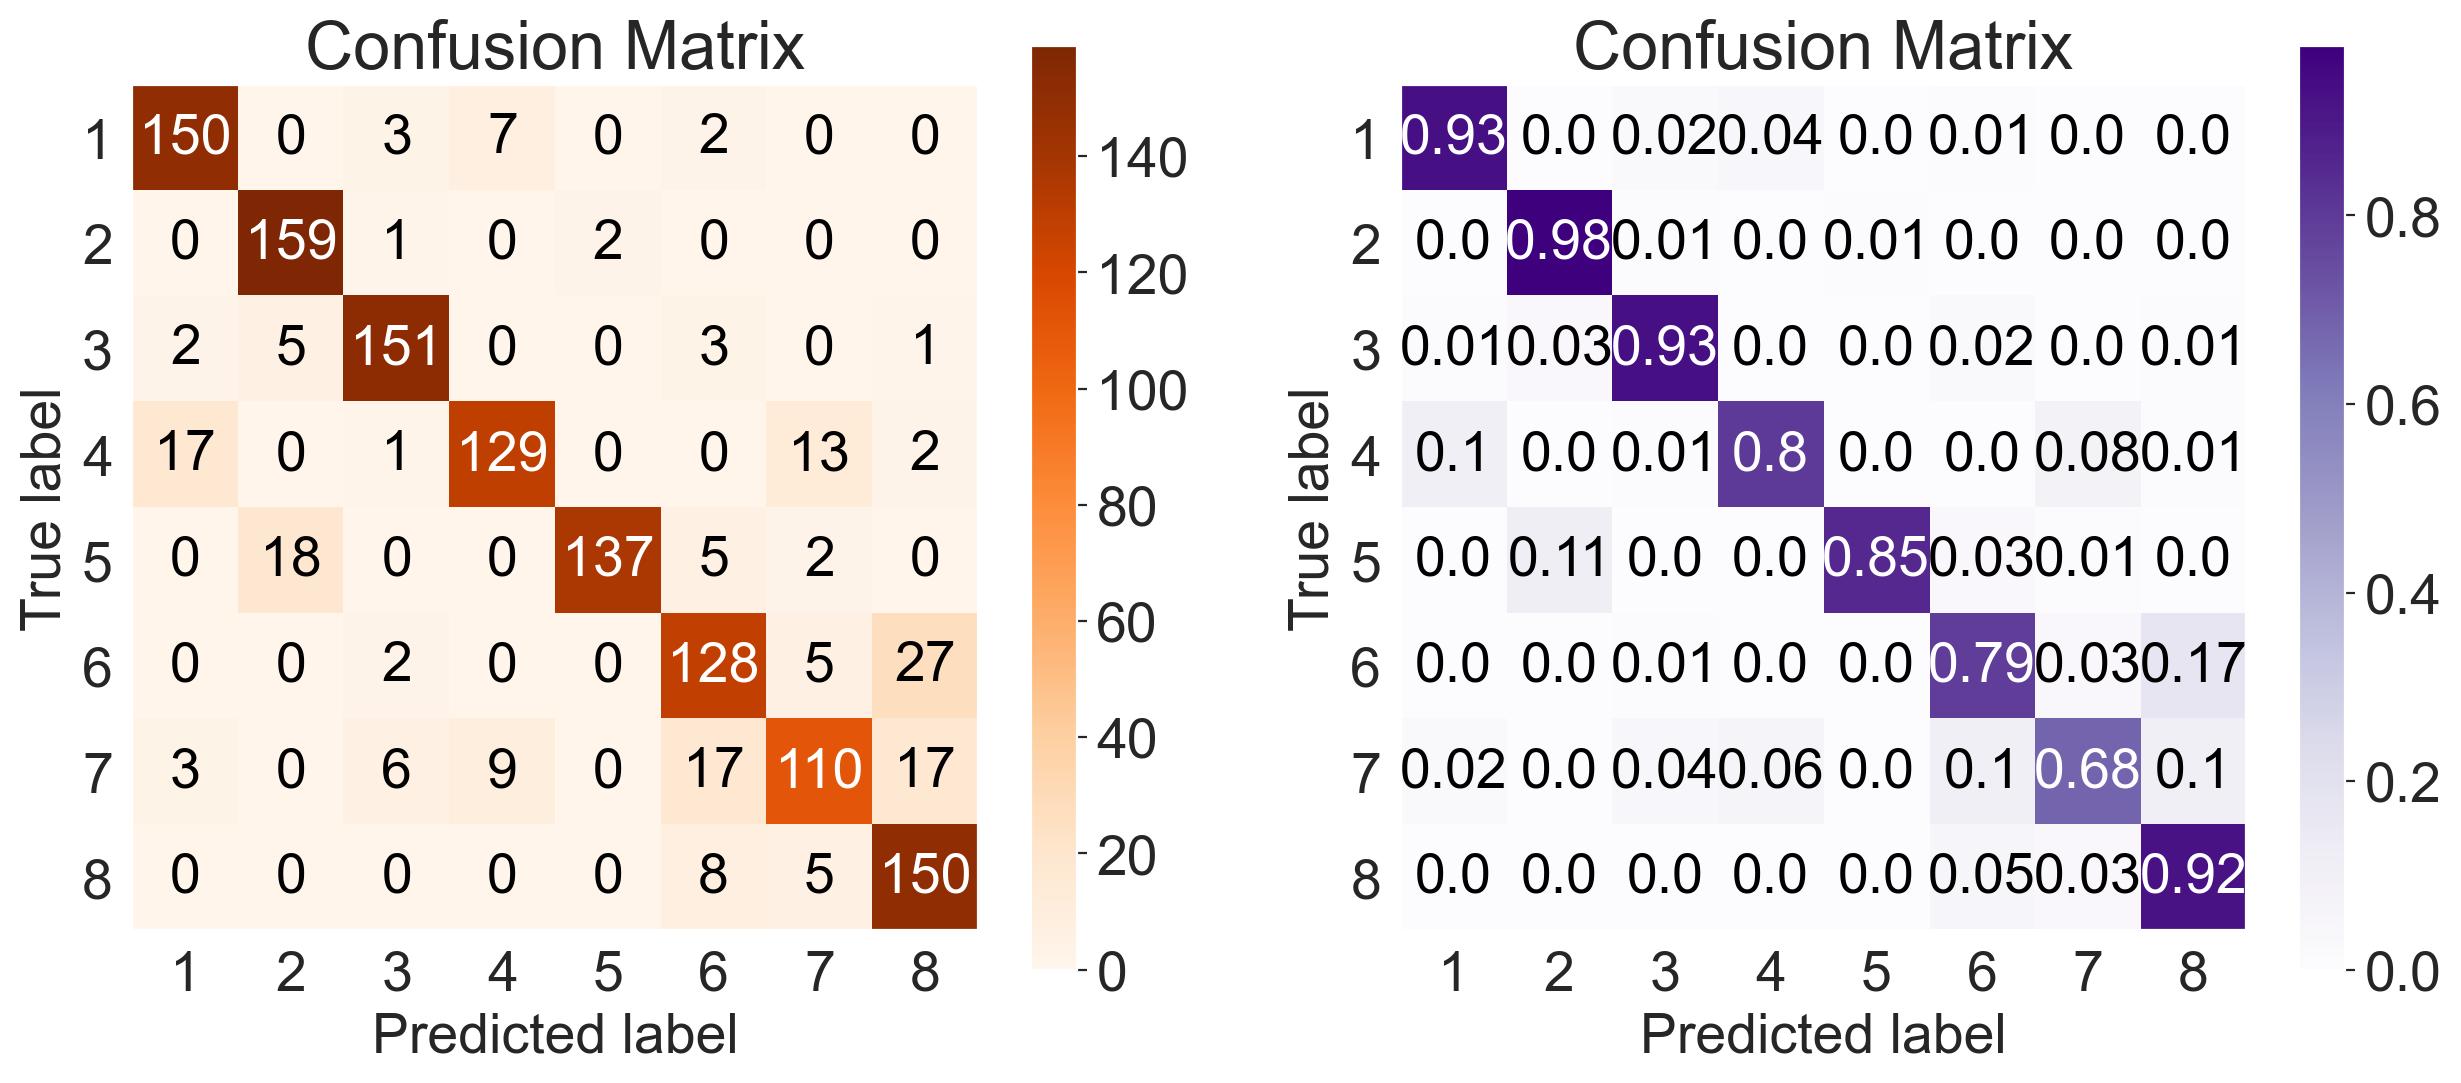 Confusion Matrix
1 150 0 3 7 0 2 0 0
2 0 159 1 0 2 0 0 0
3 2 5 151 0 0 3 0 1
4 17 0 1 129 0 0 13 2
5 0 18 0 0 137 5 2 0
6 0 0 2 0 0 128 5 27
7 3 0 6 9 0 17 110 17
8 0 0 0 0 0 8 5 150
1 2 3 4 5 6 7 8
Predicted label
True label
140
120
100
80
60
40
20
0
Confusion Matrix
1 0.93 0.0 0.02 0.04 0.0 0.01 0.0 0.0
2 0.0 0.98 0.01 0.0 0.01 0.0 0.0 0.0
3 0.01 0.03 0.93 0.0 0.0 0.02 0.0 0.01
4 0.1 0.0 0.01 0.8 0.0 0.0 0.08 0.01
5 0.0 0.11 0.0 0.0 0.85 0.03 0.01 0.0
6 0.0 0.0 0.01 0.0 0.0 0.79 0.03 0.17
7 0.02 0.0 0.04 0.06 0.0 0.1 0.68 0.1
8 0.0 0.0 0.0 0.0 0.0 0.05 0.03 0.92
1 2 3 4 5 6 7 8
Predicted label
True label
0.8
0.6
0.4
0.2
0.0